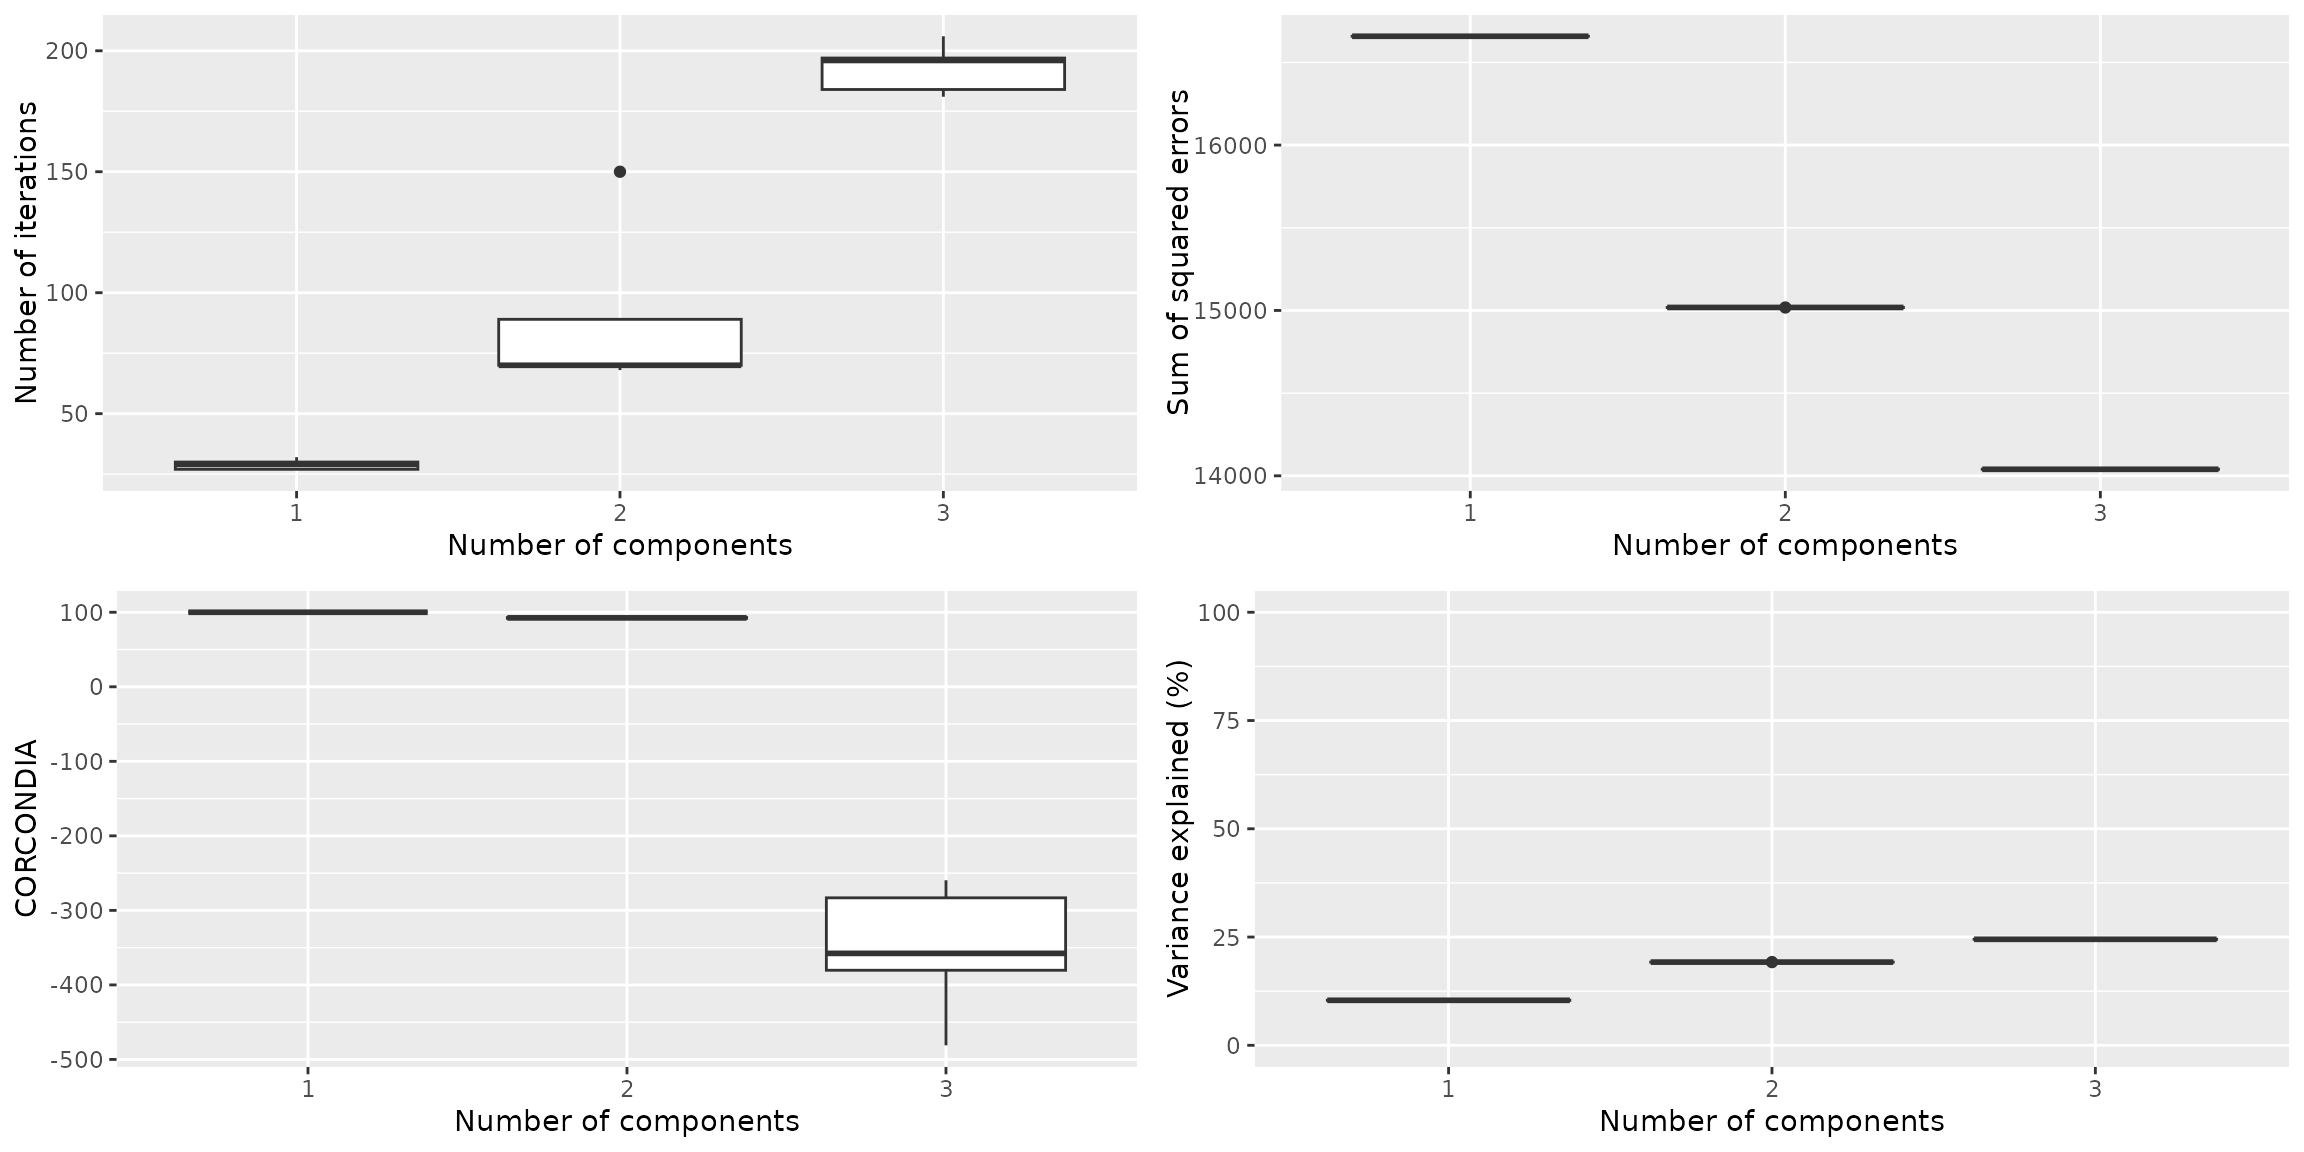 Number of iterations
200
150
100
50
1 2 3
Number of components
Sum of squared errors
16000
15000
14000
1 2 3
Number of components
CORCONDIA
100
0
-100
-200
-300
-400
-500
1 2 3
Number of components
Variance explained (%)
100
75
50
25
0
1 2 3
Number of components